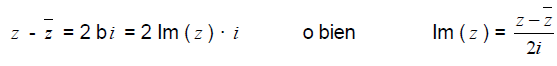 z - z̅ = 2 bi = 2 Im ( z ) · i o bien Im ( z ) = (z − z̅) / 2i